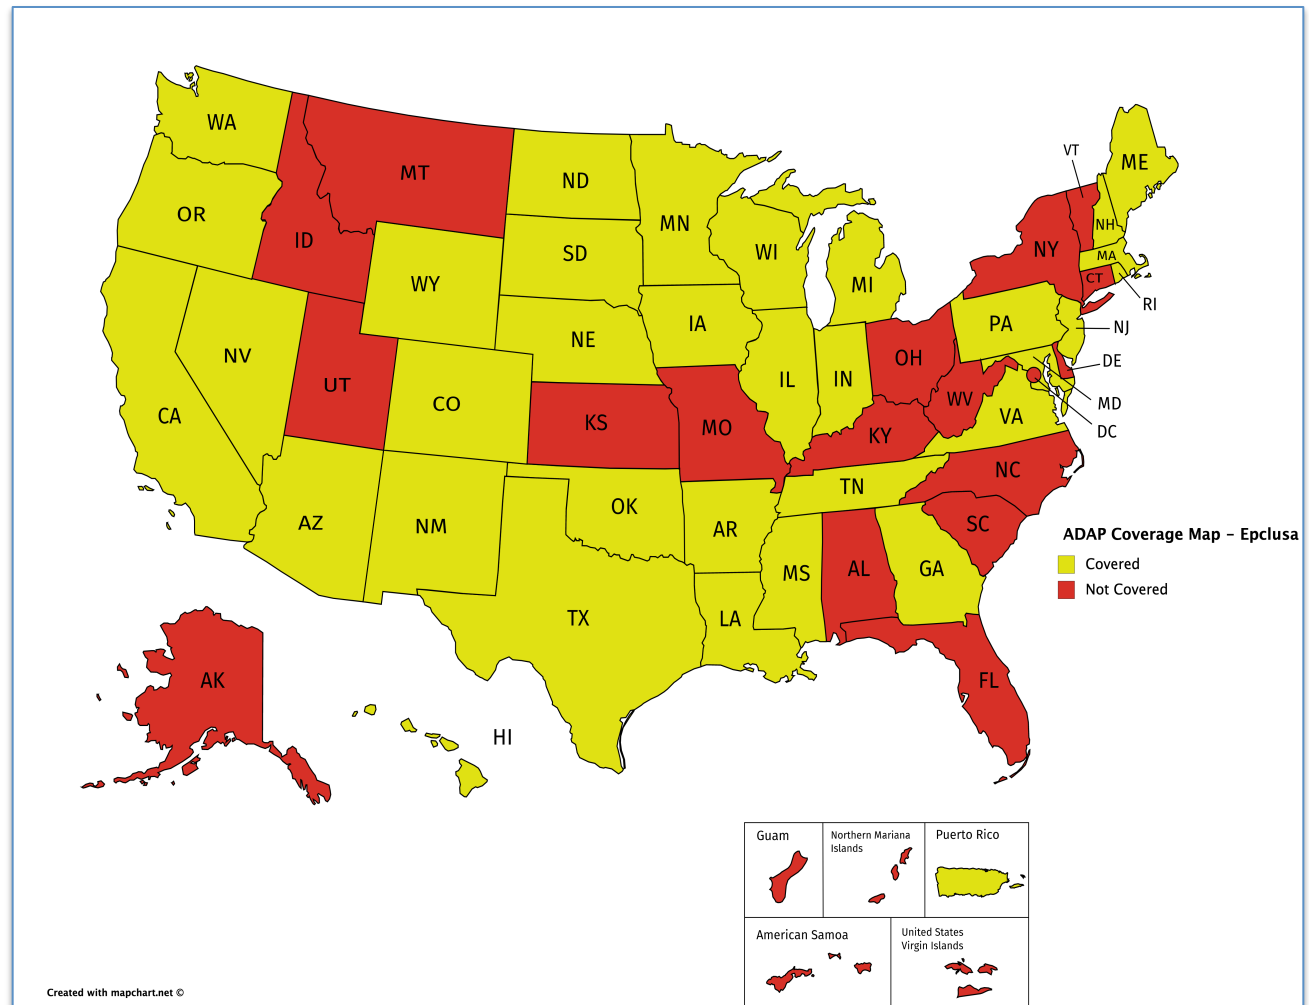 WA
MT
ME
VT
ND
OR
MN
NH
ID
NY
SD
WI
MA
WY
MI
CT
RI
IA
PA
NJ
NE
NV
OH
DE
UT
IL
IN
CO
WV
MD
CA
KS
VA
MO
KY
DC
NC
TN
OK
AZ
NM
AR
SC
ADAP Coverage Map – Epclusa
Covered
Not Covered
MS
AL
GA
TX
LA
AK
FL
HI
Guam
Northern Mariana
Islands
Puerto Rico
American Samoa
United States
Virgin Islands
Created with mapchart.net ©